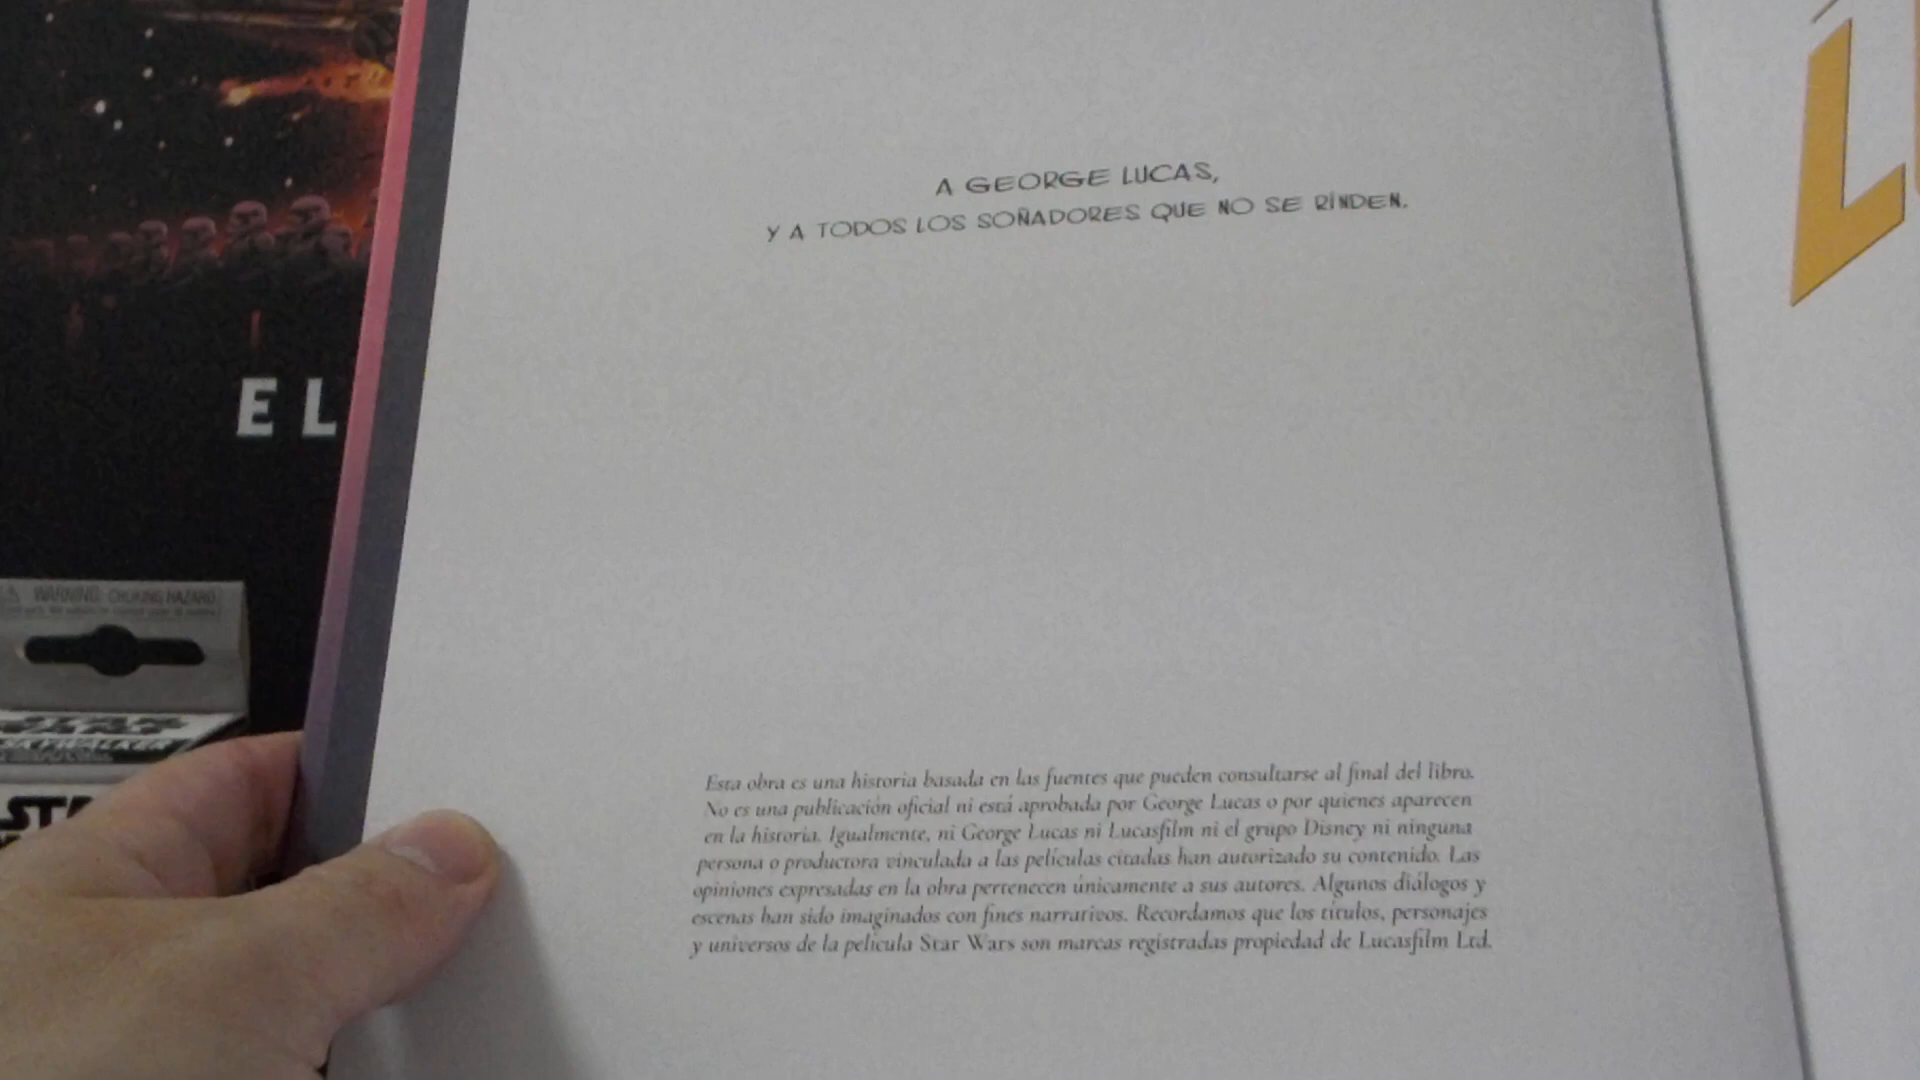 A GEORGE LUCAS,
Y A TODOS LOS SOÑADORES QUE NO SE RINDEN.
EL
WARNING: CHOKING HAZARD
STAR
WARS
SKYWALKER
STA
Esta obra es una historia basada en las fuentes que pueden consultarse al final del libro.
No es una publicación oficial ni está aprobada por George Lucas o por quienes aparecen
en la historia. Igualmente, ni George Lucas ni Lucasfilm ni el grupo Disney ni ninguna
persona o productora vinculada a las películas citadas han autorizado su contenido. Las
opiniones expresadas en la obra pertenecen únicamente a sus autores. Algunos diálogos y
escenas han sido imaginados con fines narrativos. Recordamos que los títulos, personajes
y universos de la película Star Wars son marcas registradas propiedad de Lucasfilm Ltd.
L